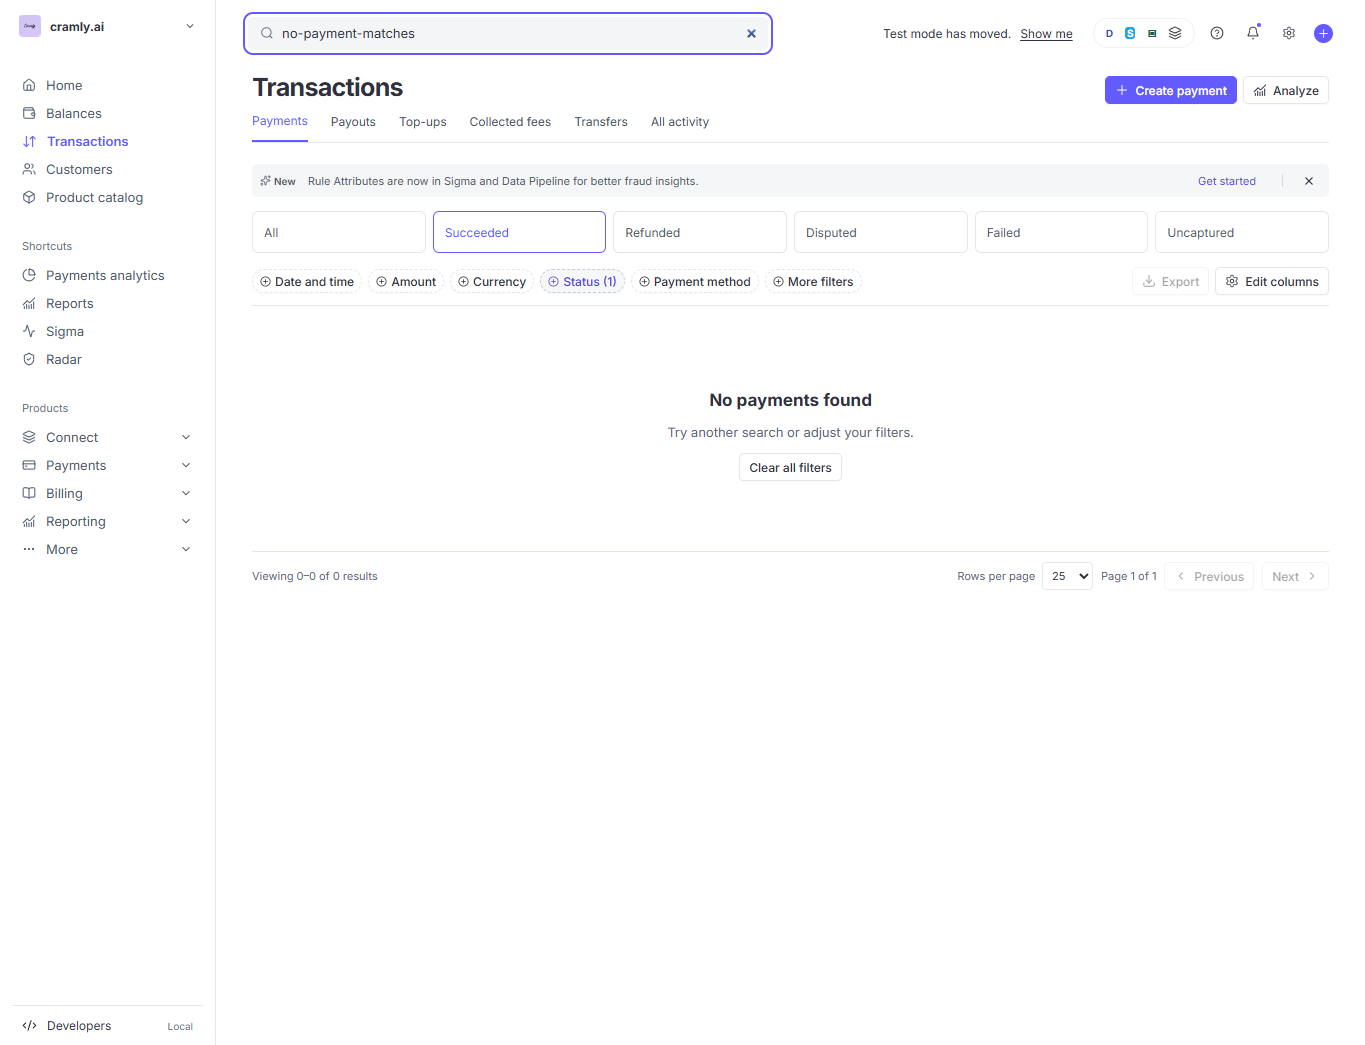 cramly.ai
no-payment-matches
Test mode has moved. Show me
D
S
Home
Balances
Transactions
Customers
Product catalog
Shortcuts
Payments analytics
Reports
Sigma
Radar
Products
Connect
Payments
Billing
Reporting
More
Developers
Local
Transactions
Create payment
Analyze
Payments
Payouts
Top-ups
Collected fees
Transfers
All activity
New Rule Attributes are now in Sigma and Data Pipeline for better fraud insights.
Get started
All
Succeeded
Refunded
Disputed
Failed
Uncaptured
Date and time
Amount
Currency
Status (1)
Payment method
More filters
Export
Edit columns
No payments found
Try another search or adjust your filters.
Clear all filters
Viewing 0–0 of 0 results
Rows per page
25
Page 1 of 1
Previous
Next